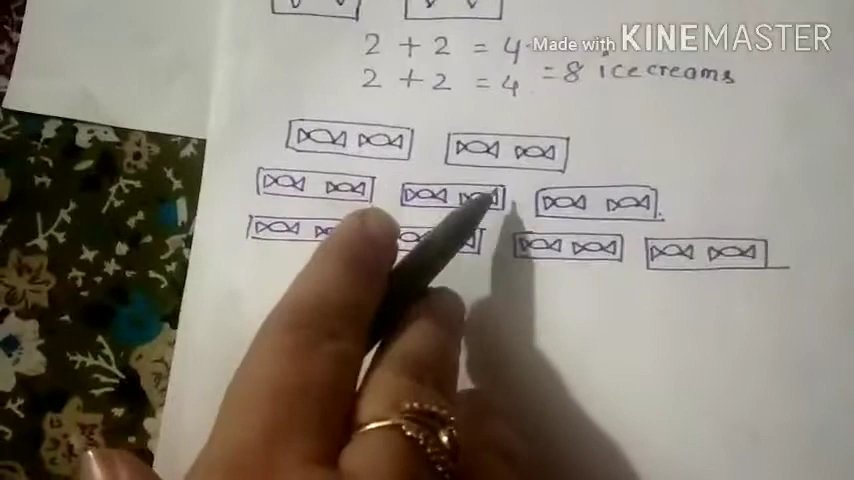 2 + 2 = 4
Made with KINEMASTER
2 + 2 = 4 = 8 icecreams